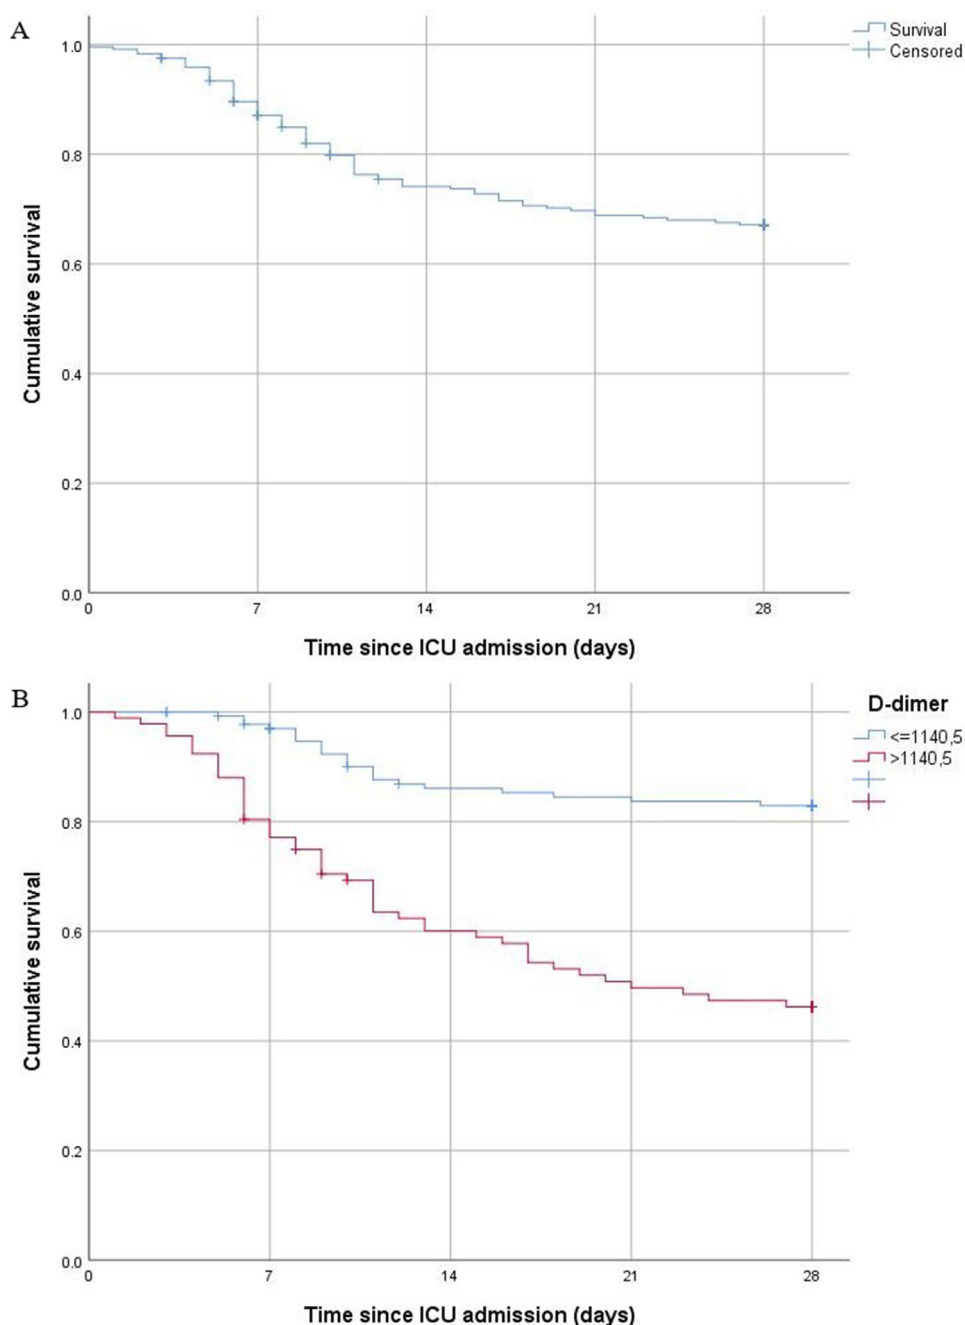 A
Survival
Censored
1.0
0.8
0.6
0.4
0.2
0.0
Cumulative survival
0 7 14 21 28
Time since ICU admission (days)
B
D-dimer
<=1140,5
>1140,5
1.0
0.8
0.6
0.4
0.2
0.0
Cumulative survival
0 7 14 21 28
Time since ICU admission (days)